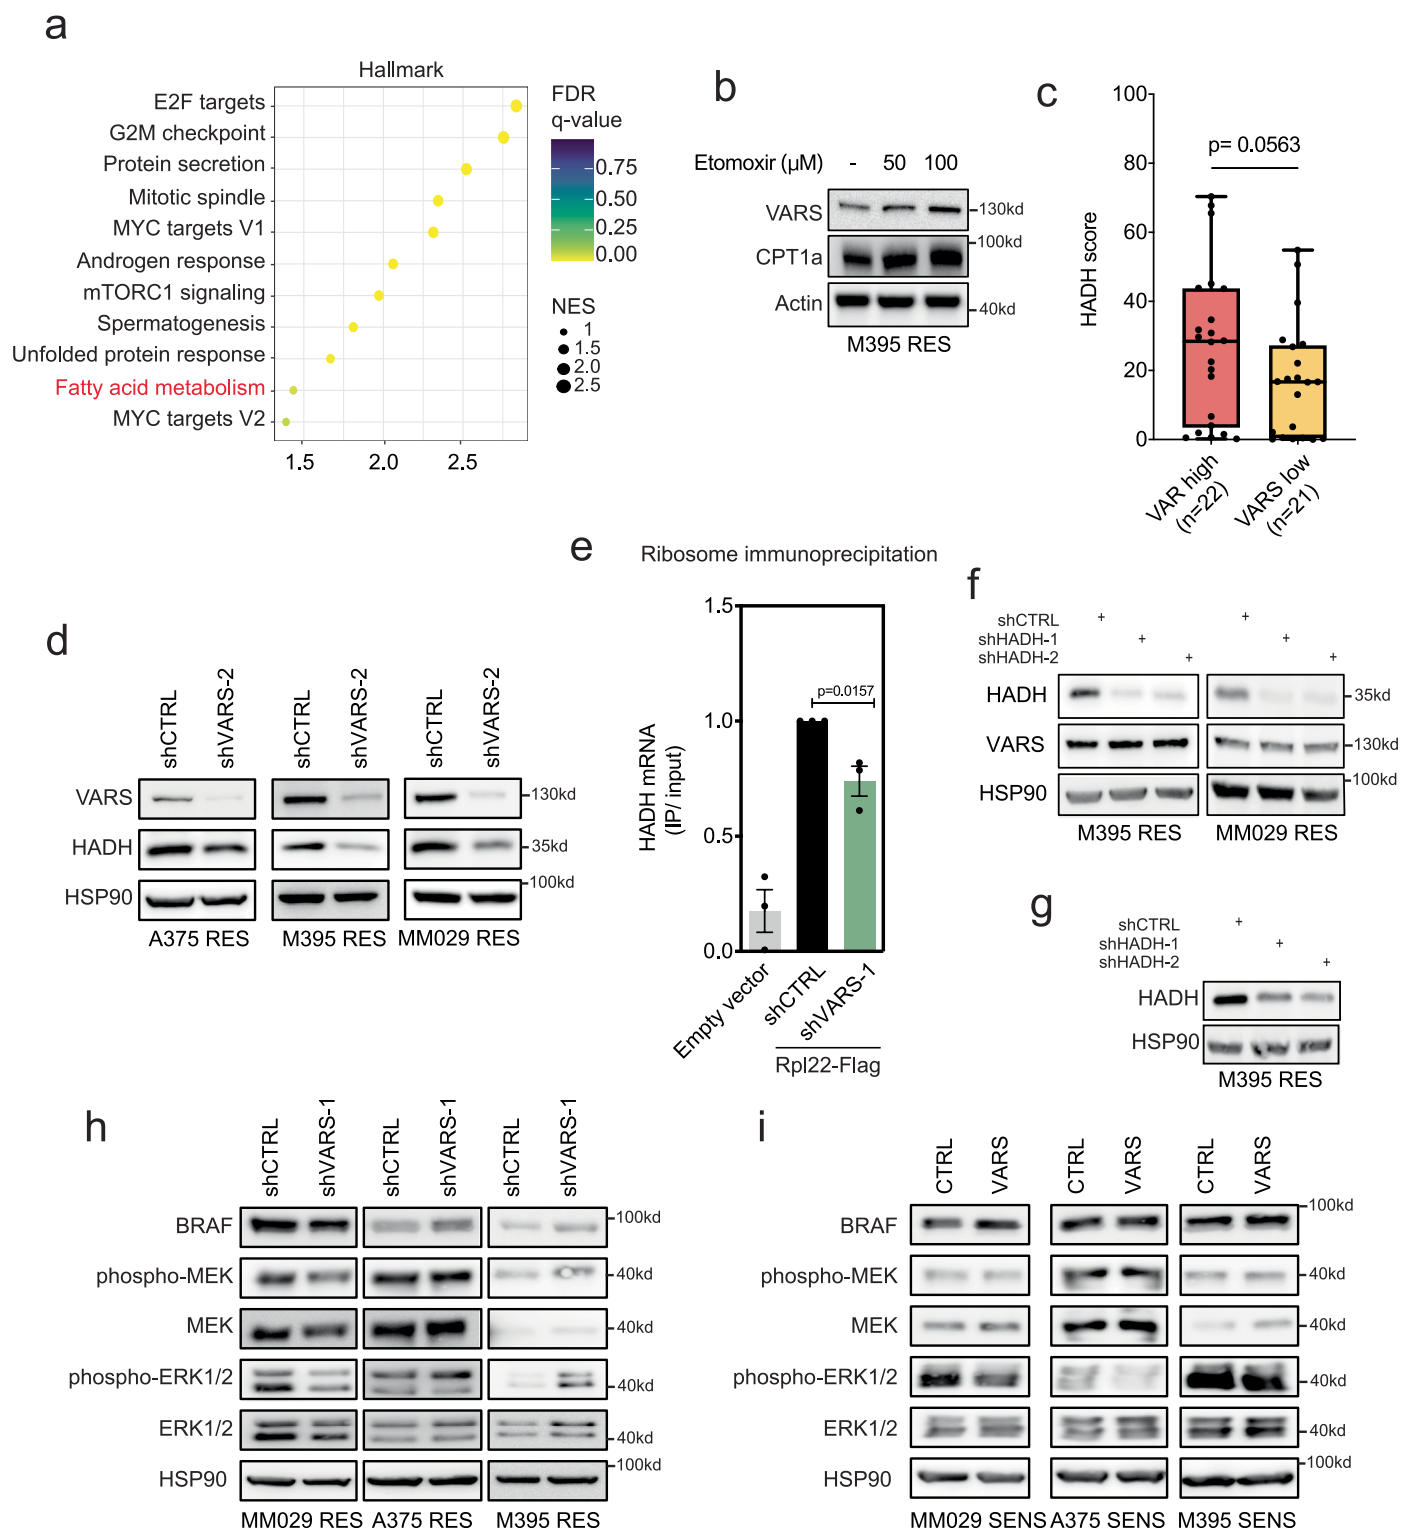 a
Hallmark
E2F targets
G2M checkpoint
Protein secretion
Mitotic spindle
MYC targets V1
Androgen response
mTORC1 signaling
Spermatogenesis
Unfolded protein response
Fatty acid metabolism
MYC targets V2
1.5 2.0 2.5
FDR
q-value
0.75
0.50
0.25
0.00
NES
1
1.5
2.0
2.5
b
Etomoxir (µM) - 50 100
VARS 130kd
CPT1a 100kd
Actin 40kd
M395 RES
c
HADH score
100
80
60
40
20
0
p= 0.0563
VAR high
(n=22)
VARS low
(n=21)
d
shCTRL shVARS-2 shCTRL shVARS-2 shCTRL shVARS-2
VARS 130kd
HADH 35kd
HSP90 100kd
A375 RES M395 RES MM029 RES
e
Ribosome immunoprecipitation
HADH mRNA
(IP/ input)
1.5
1.0
0.5
0.0
p=0.0157
Empty vector
shCTRL
shVARS-1
Rpl22-Flag
f
shCTRL + +
shHADH-1 + +
shHADH-2 + +
HADH 35kd
VARS 130kd
HSP90 100kd
M395 RES MM029 RES
g
shCTRL +
shHADH-1 +
shHADH-2 +
HADH
HSP90
M395 RES
h
shCTRL shVARS-1 shCTRL shVARS-1 shCTRL shVARS-1
BRAF 100kd
phospho-MEK 40kd
MEK 40kd
phospho-ERK1/2 40kd
ERK1/2 40kd
HSP90 100kd
MM029 RES A375 RES M395 RES
i
CTRL VARS CTRL VARS CTRL VARS
BRAF 100kd
phospho-MEK 40kd
MEK 40kd
phospho-ERK1/2 40kd
ERK1/2 40kd
HSP90 100kd
MM029 SENS A375 SENS M395 SENS